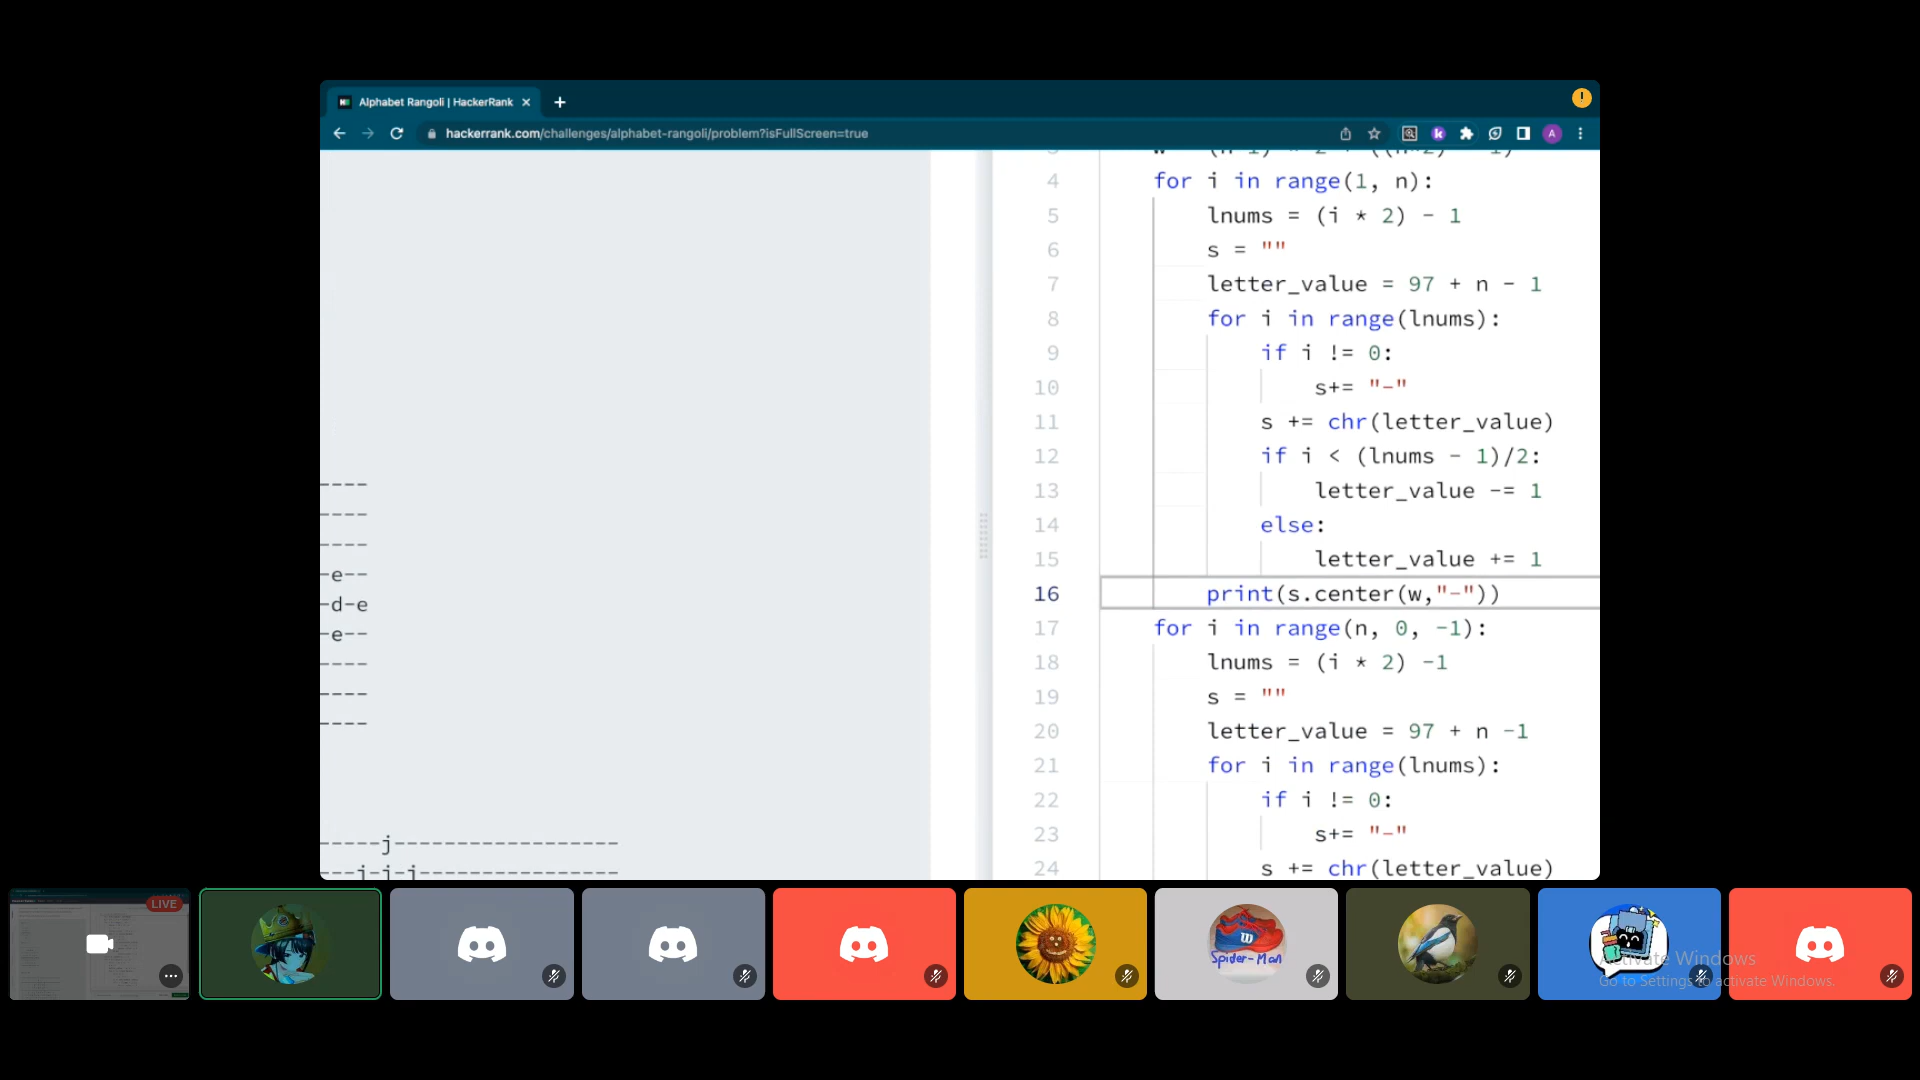 Alphabet Rangoli | HackerRank
hackerrank.com/challenges/alphabet-rangoli/problem?isFullScreen=true
A
----
----
----
-e--
-d-e
-e--
----
----
----
-----j-----------------
---i-i-i----------------
4 for i in range(1, n):
5 lnums = (i * 2) - 1
6 s = ""
7 letter_value = 97 + n - 1
8 for i in range(lnums):
9 if i != 0:
10 s+= "-"
11 s += chr(letter_value)
12 if i < (lnums - 1)/2:
13 letter_value -= 1
14 else:
15 letter_value += 1
16 print(s.center(w,"-"))
17 for i in range(n, 0, -1):
18 lnums = (i * 2) -1
19 s = ""
20 letter_value = 97 + n -1
21 for i in range(lnums):
22 if i != 0:
23 s+= "-"
24 s += chr(letter_value)
LIVE
Spider-Man
Activate Windows
Go to Settings to activate Windows.